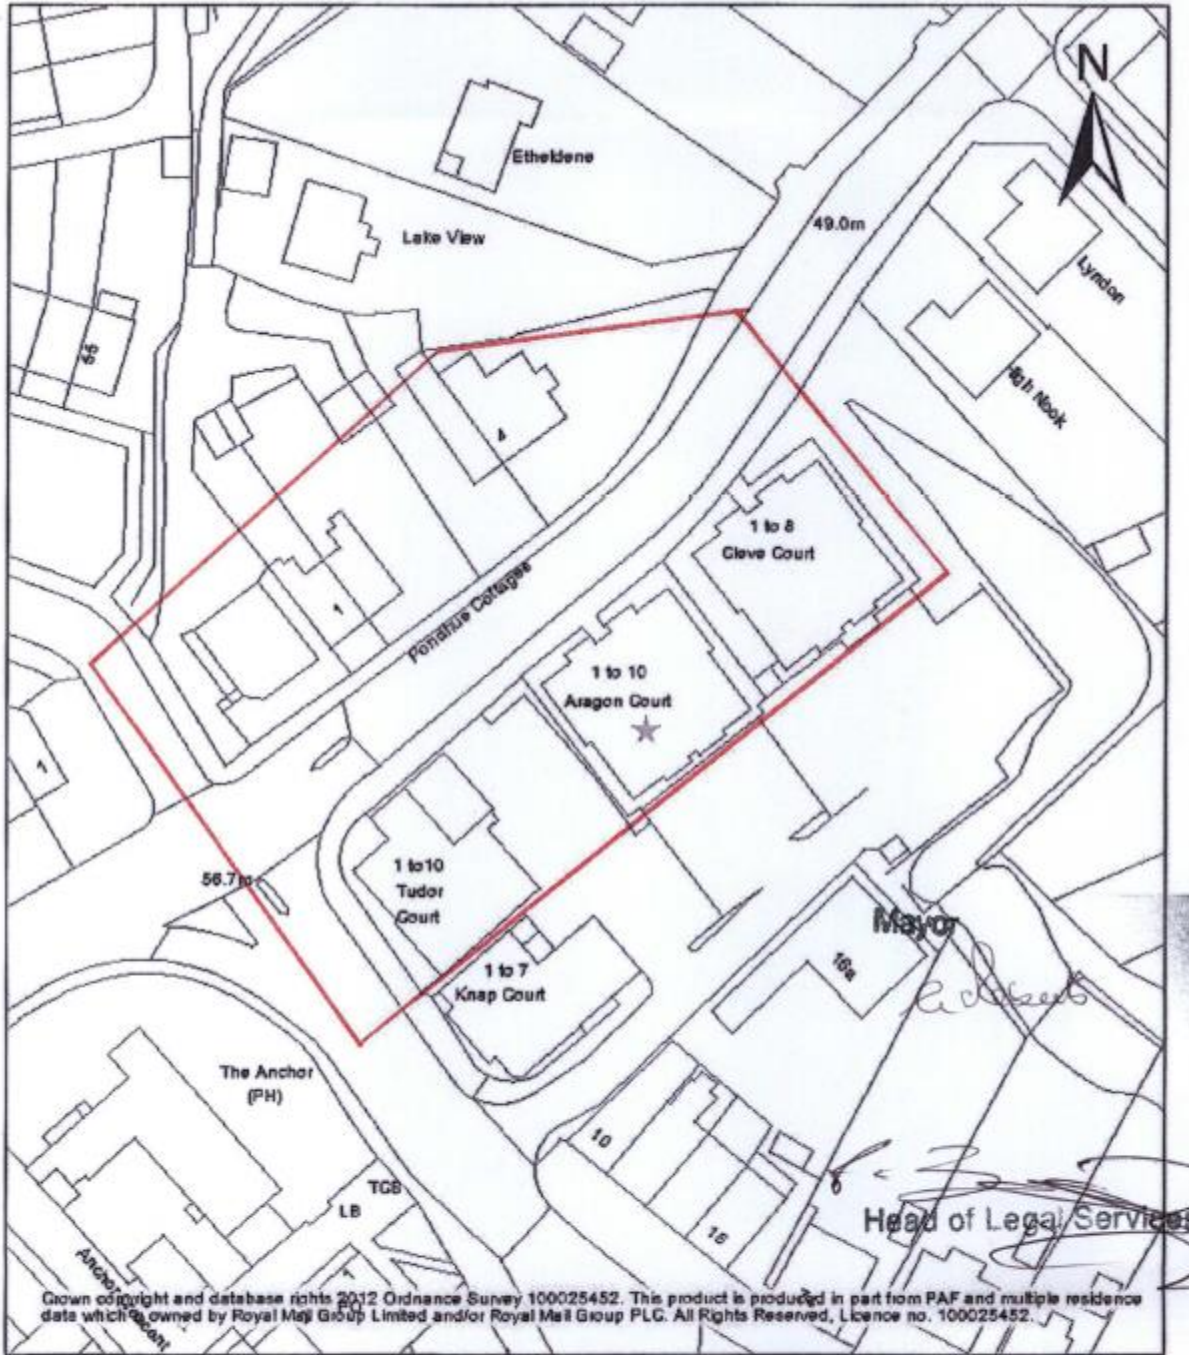 N
Etheldene
Lake View
49.0m
Lyndon
High Nook
55
4
1 to 8
Cleve Court
1
Pondhue Cottages
1 to 10
Aragon Court
1
1 to10
Tudor
Court
56.7m
Mayor
16a
1 to 7
Knap Court
The Anchor
(PH)
10
TCB
LB
16
Head of Legal Services
Anchor Crescent
1
Crown copyright and database rights 2012 Ordnance Survey 100025452. This product is produced in part from PAF and multiple residence
data which is owned by Royal Mail Group Limited and/or Royal Mail Group PLC. All Rights Reserved, Licence no. 100025452.